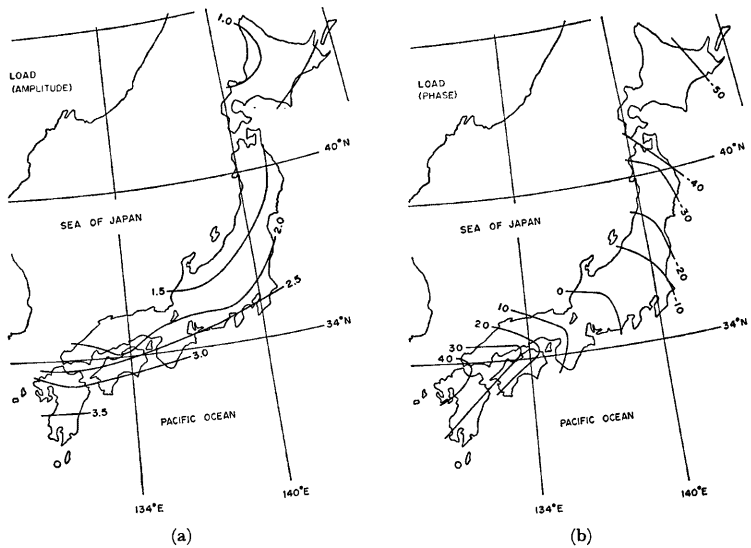 1.0
LOAD
(AMPLITUDE)
40°N
SEA OF JAPAN
2.0
1.5
2.5
34°N
3.0
3.5
PACIFIC OCEAN
140°E
134°E
(a)
LOAD
(PHASE)
-50
40°N
-40
-30
SEA OF JAPAN
-20
0
-10
10
20
34°N
30
40
PACIFIC OCEAN
140°E
134°E
(b)